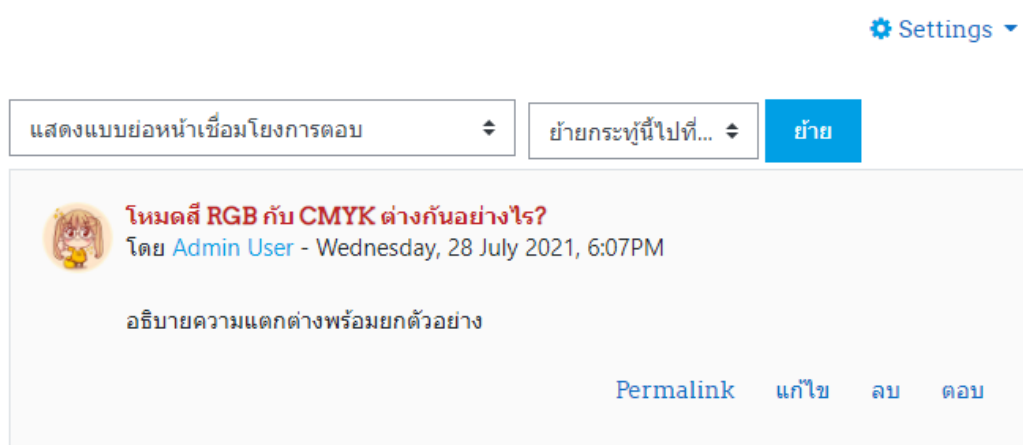 Settings
แสดงแบบย่อหน้าเชื่อมโยงการตอบ ย้ายกระทู้นี้ไปที่... ย้าย
โหมดสี RGB กับ CMYK ต่างกันอย่างไร?
โดย Admin User - Wednesday, 28 July 2021, 6:07PM
อธิบายความแตกต่างพร้อมยกตัวอย่าง
Permalink แก้ไข ลบ ตอบ